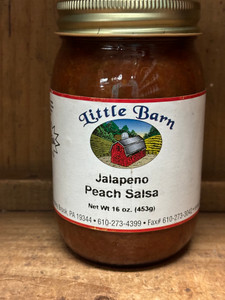 Little Barn
Jalapeno
Peach Salsa
Net Wt 16 oz. (453g)
PA 19344 • 610-273-4399 • Fax# 610-273-